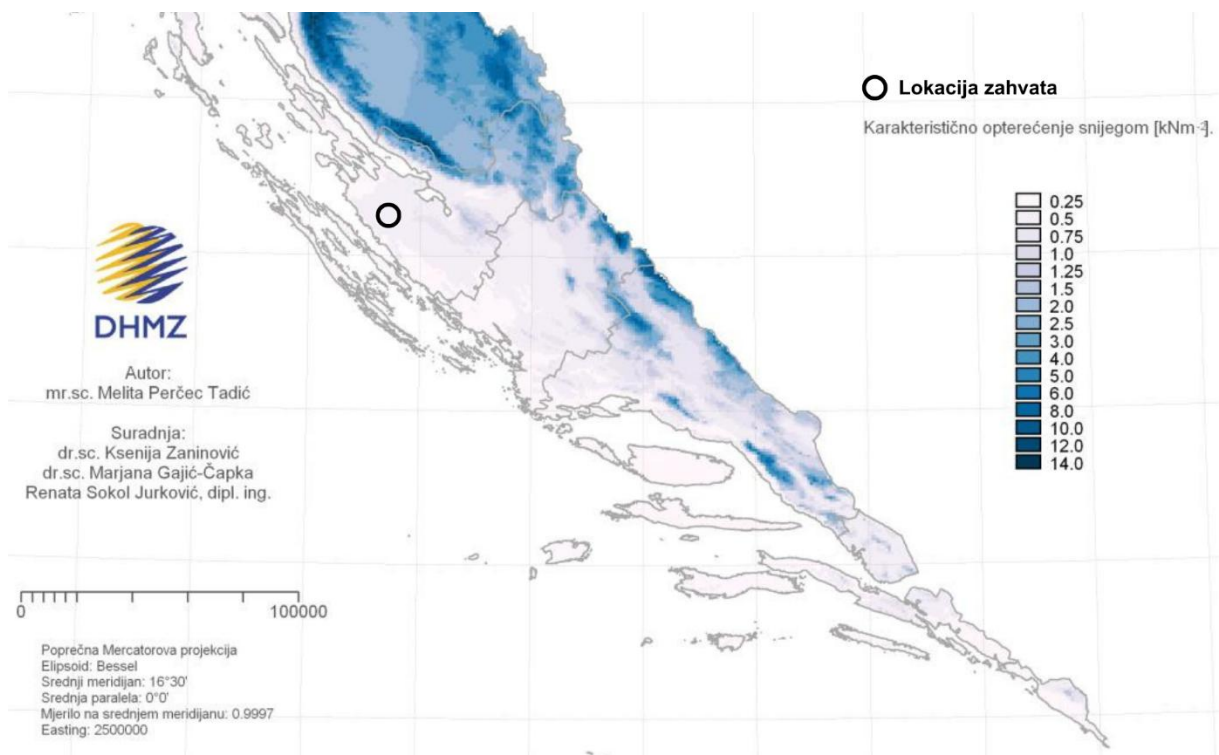 Lokacija zahvata
Karakteristično opterećenje snijegom [kNm-2].
0.25
0.5
0.75
1.0
1.25
1.5
2.0
2.5
3.0
4.0
5.0
6.0
8.0
10.0
12.0
14.0
DHMZ
Autor:
mr.sc. Melita Perčec Tadić
Suradnja:
dr.sc. Ksenija Zaninović
dr.sc. Marjana Gajić-Čapka
Renata Sokol Jurković, dipl. ing.
0 100000
Poprečna Mercatorova projekcija
Elipsoid: Bessel
Srednji meridijan: 16°30'
Srednja paralela: 0°0'
Mjerilo na srednjem meridijanu: 0.9997
Easting: 2500000